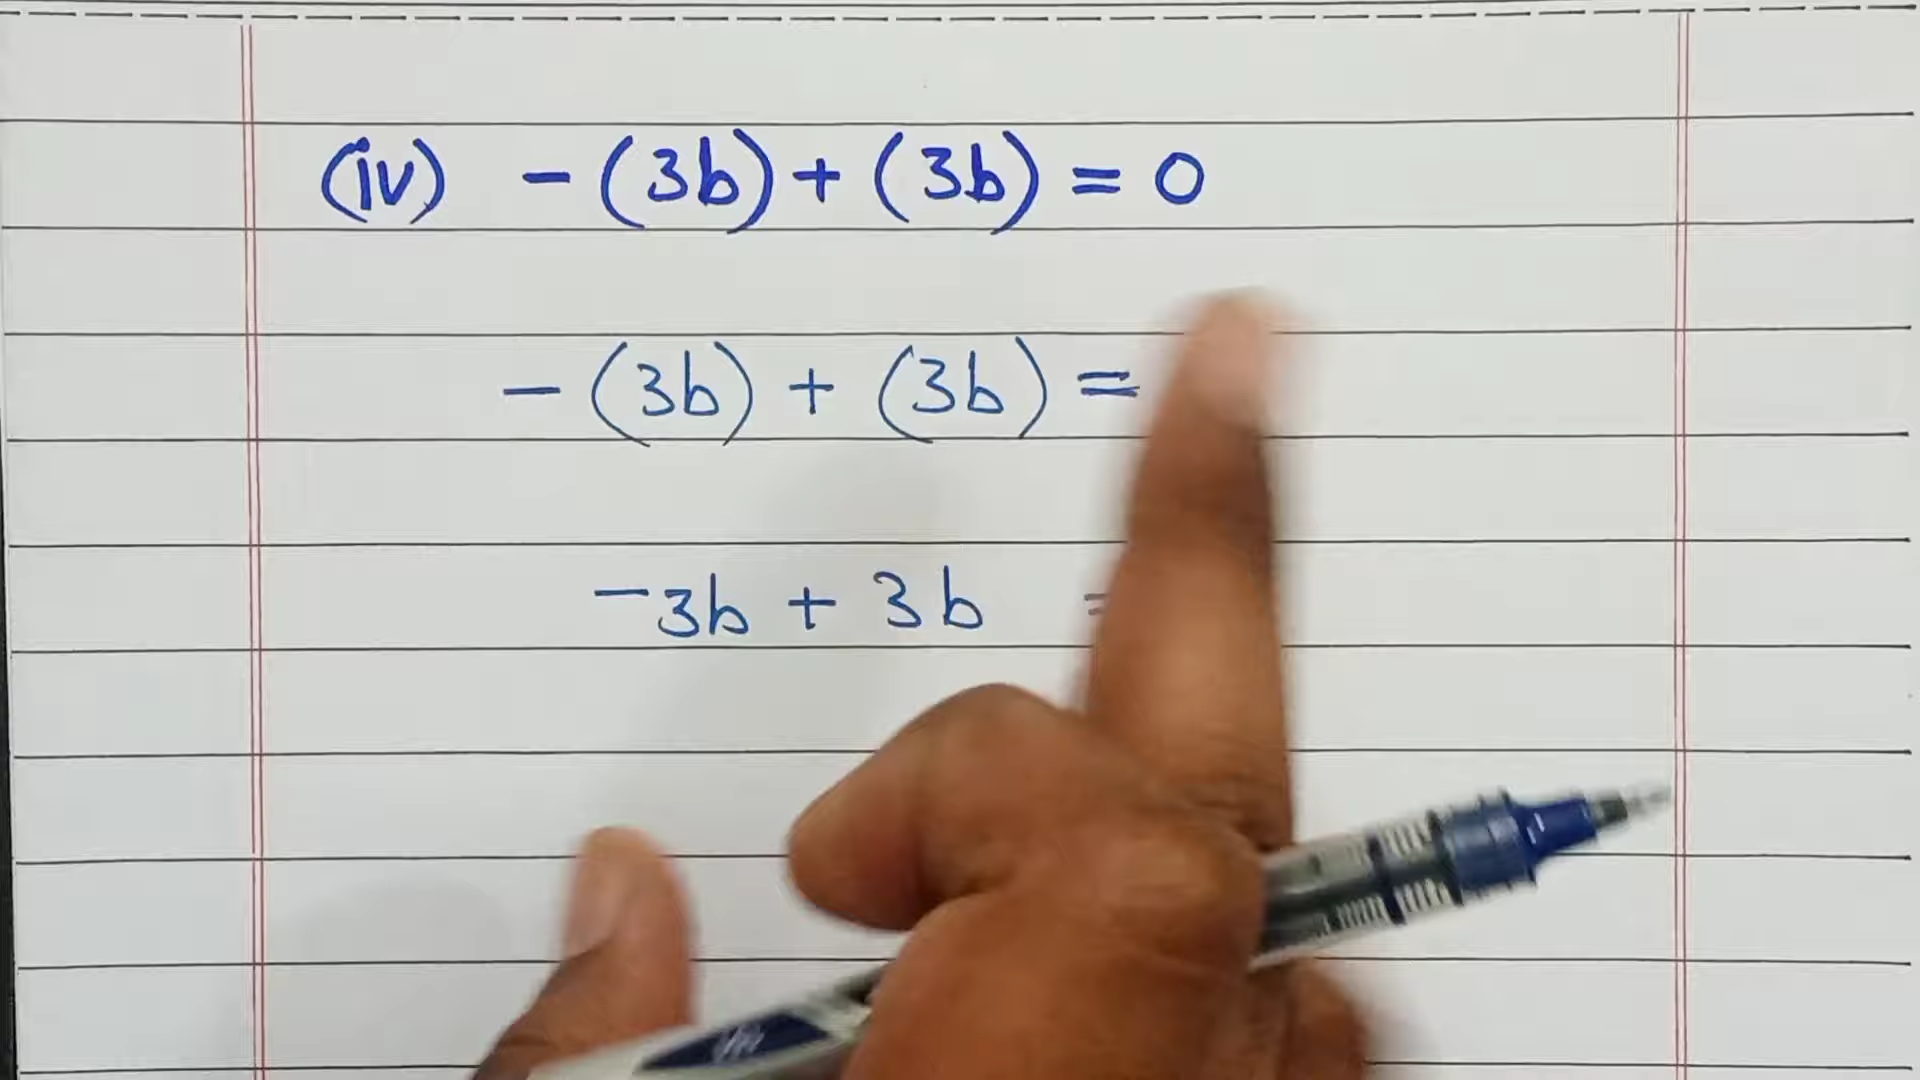 (iv) -(3b)+(3b) = 0
-(3b) + (3b) =
-3b + 3b =